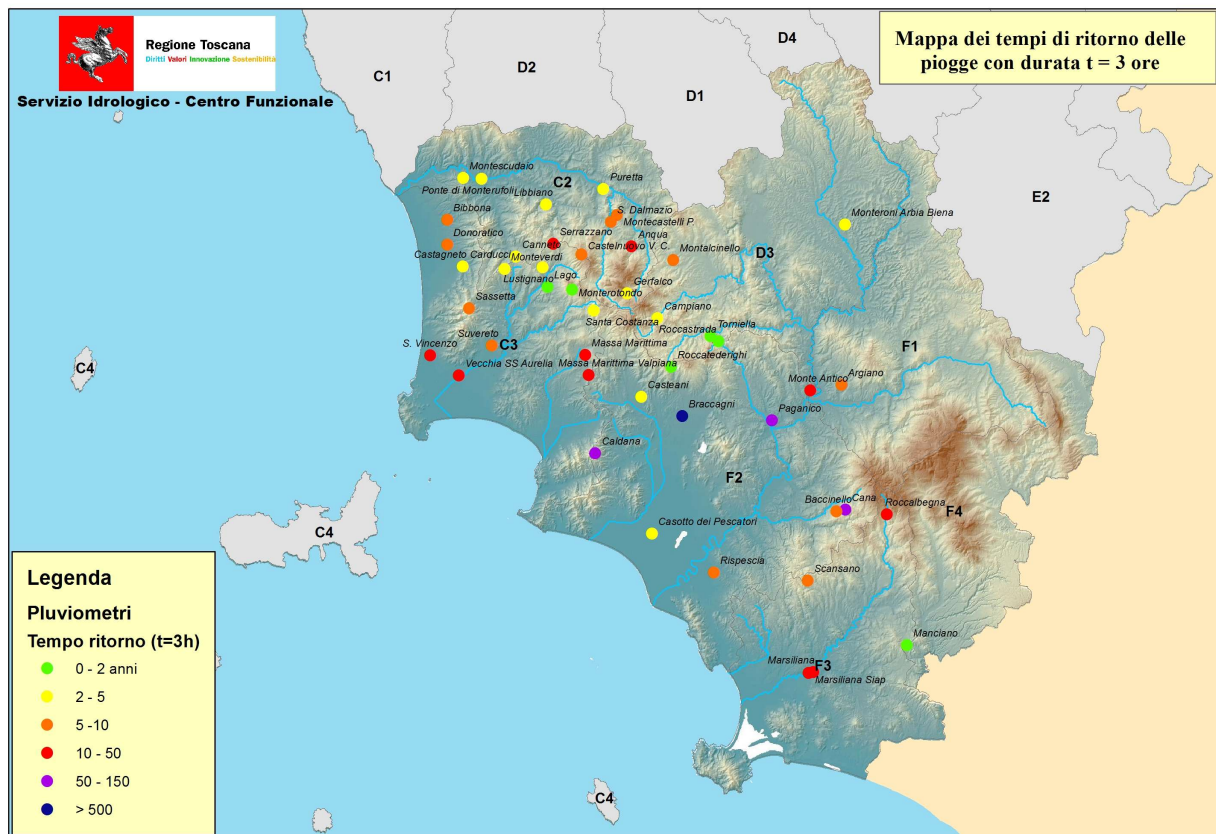 Regione Toscana
Diritti Valori Innovazione Sostenibilità
Servizio Idrologico - Centro Funzionale
Mappa dei tempi di ritorno delle
piogge con durata t = 3 ore
D4
C1
D2
D1
E2
Montescudaio
Puretta
C2
Ponte di Monterufoli
Libbiano
Bibbona
S. Dalmazio
Montecastelli P.
Monteroni Arbia Biena
Donoratico
Serrazzano
Anqua
Canneto
Castelnuovo V. C.
Castagneto Carducci
Monteverdi
Montalcinello
D3
Lustignano
Lago
Gerfalco
Monterotondo
Sassetta
Campiano
Santa Costanza
Roccastrada
Torniella
Suvereto
C3
S. Vincenzo
Massa Marittima
F1
Roccatederighi
Vecchia SS Aurelia
Massa Marittima Valpiana
C4
Argiano
Casteani
Monte Antico
Braccagni
Paganico
Caldana
F2
Baccinello
Cana
Roccalbegna
F4
C4
Casotto dei Pescatori
Rispescia
Scansano
Manciano
Marsiliana
F3
Marsiliana Siap
C4
Legenda
Pluviometri
Tempo ritorno (t=3h)
0 - 2 anni
2 - 5
5 -10
10 - 50
50 - 150
> 500